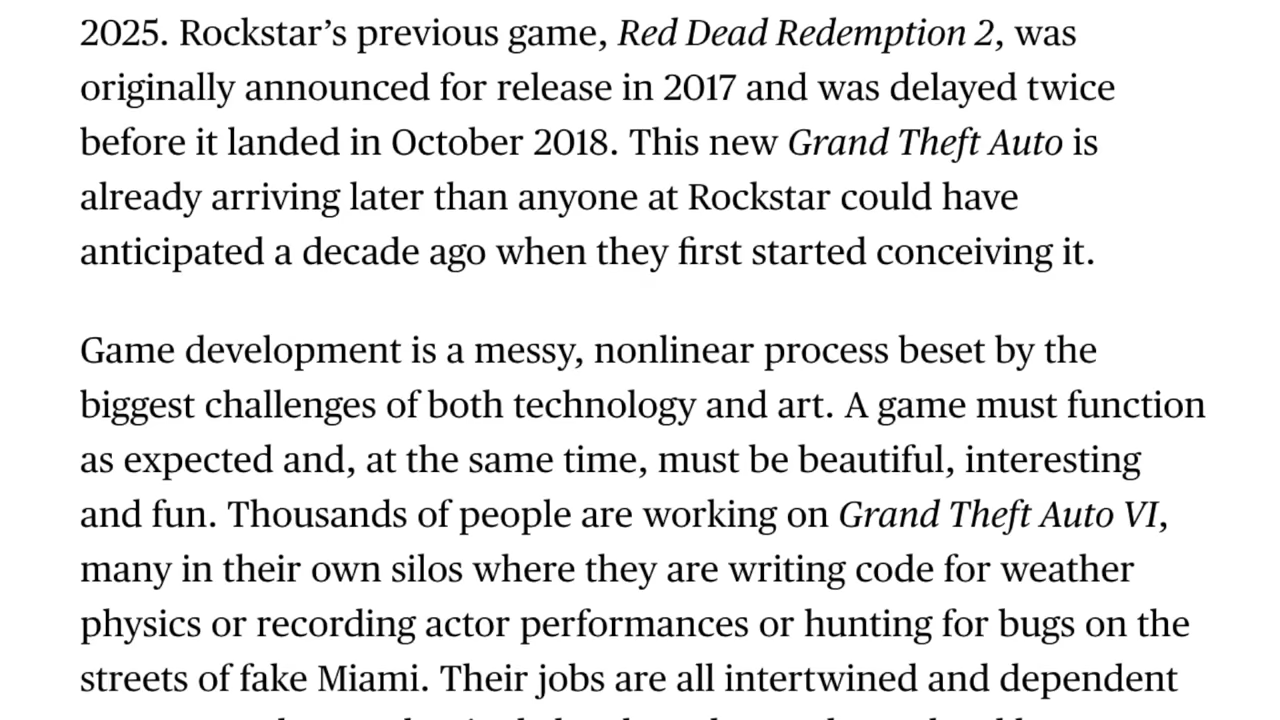 2025. Rockstar’s previous game, Red Dead Redemption 2, was
originally announced for release in 2017 and was delayed twice
before it landed in October 2018. This new Grand Theft Auto is
already arriving later than anyone at Rockstar could have
anticipated a decade ago when they first started conceiving it.
Game development is a messy, nonlinear process beset by the
biggest challenges of both technology and art. A game must function
as expected and, at the same time, must be beautiful, interesting
and fun. Thousands of people are working on Grand Theft Auto VI,
many in their own silos where they are writing code for weather
physics or recording actor performances or hunting for bugs on the
streets of fake Miami. Their jobs are all intertwined and dependent